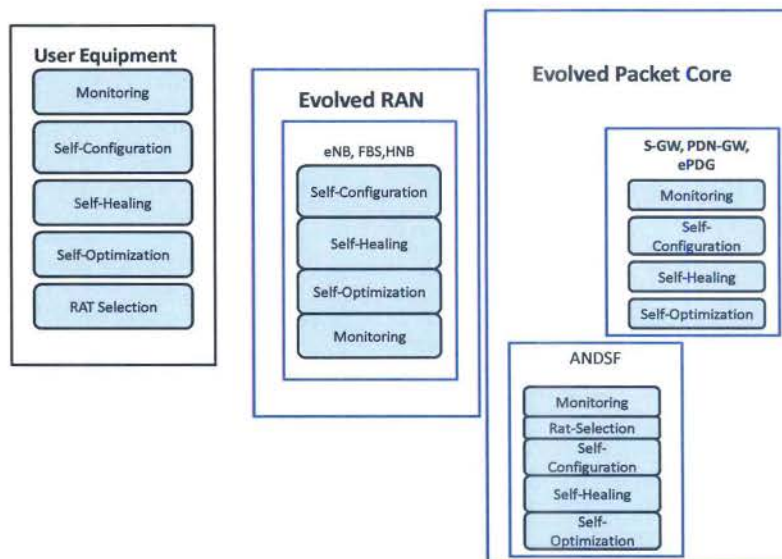 User Equipment
Monitoring
Self-Configuration
Self-Healing
Self-Optimization
RAT Selection
Evolved RAN
eNB, FBS,HNB
Self-Configuration
Self-Healing
Self-Optimization
Monitoring
Evolved Packet Core
S-GW, PDN-GW,
ePDG
Monitoring
Self-
Configuration
Self-Healing
Self-Optimization
ANDSF
Monitoring
Rat-Selection
Self-
Configuration
Self-Healing
Self-
Optimization